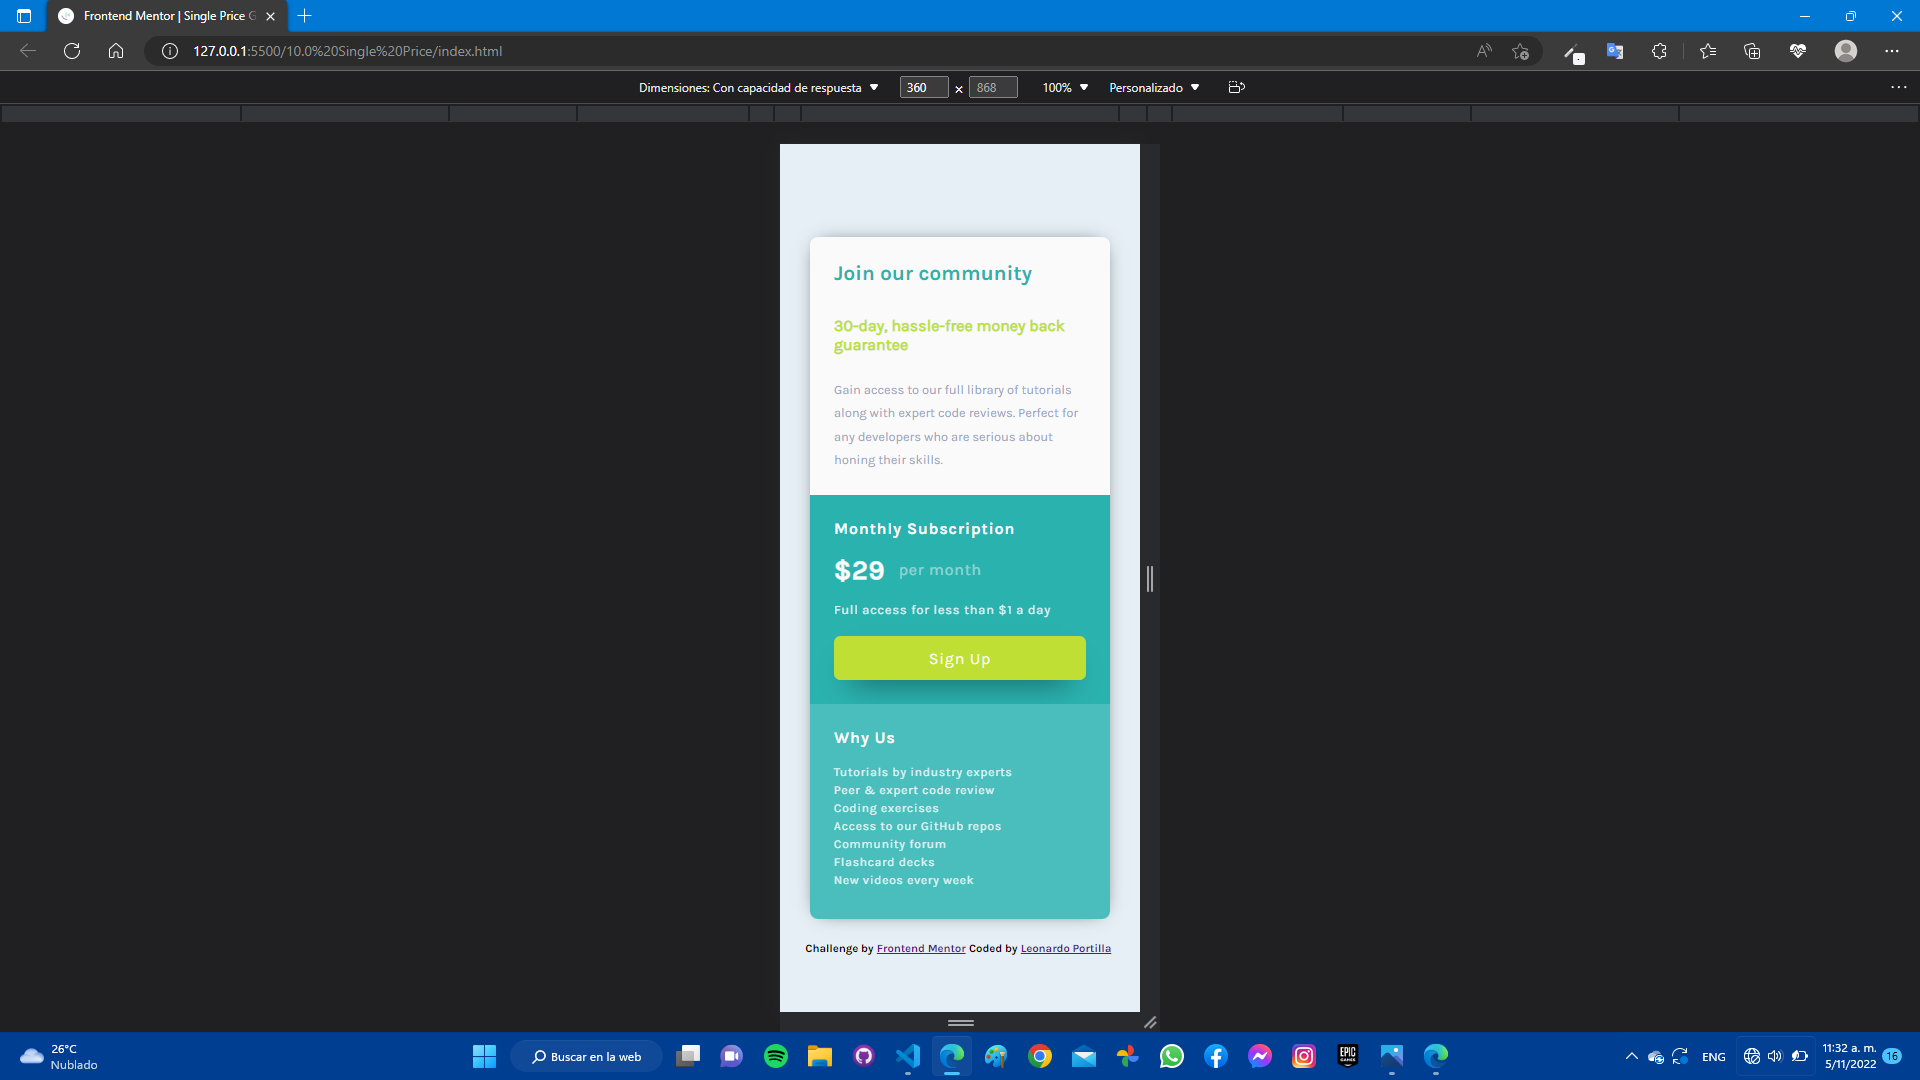 Frontend Mentor | Single Price G
127.0.0.1:5500/10.0%20Single%20Price/index.html
Dimensiones: Con capacidad de respuesta 360 × 868 100% Personalizado
Join our community
30-day, hassle-free money back
guarantee
Gain access to our full library of tutorials
along with expert code reviews. Perfect for
any developers who are serious about
honing their skills.
Monthly Subscription
$29 per month
Full access for less than $1 a day
Sign Up
Why Us
Tutorials by industry experts
Peer & expert code review
Coding exercises
Access to our GitHub repos
Community forum
Flashcard decks
New videos every week
Challenge by Frontend Mentor Coded by Leonardo Portilla
26°C
Nublado
Buscar en la web
EPIC
GAMES
ENG
11:32 a. m.
5/11/2022
16